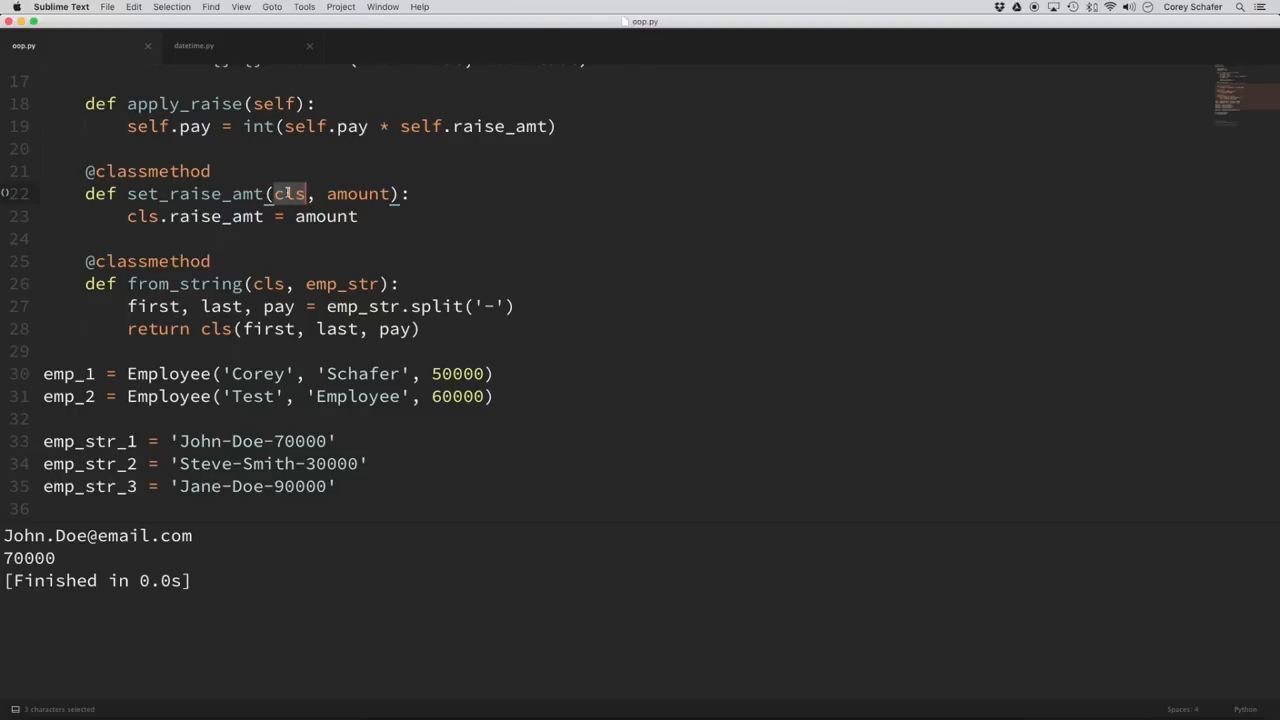 Sublime Text File Edit Selection Find View Goto Tools Project Window Help Corey Schafer
oop.py
oop.py datetime.py
17
18 def apply_raise(self):
19 self.pay = int(self.pay * self.raise_amt)
20
21 @classmethod
() 22 def set_raise_amt(cls, amount):
23 cls.raise_amt = amount
24
25 @classmethod
26 def from_string(cls, emp_str):
27 first, last, pay = emp_str.split('-')
28 return cls(first, last, pay)
29
30 emp_1 = Employee('Corey', 'Schafer', 50000)
31 emp_2 = Employee('Test', 'Employee', 60000)
32
33 emp_str_1 = 'John-Doe-70000'
34 emp_str_2 = 'Steve-Smith-30000'
35 emp_str_3 = 'Jane-Doe-90000'
36
John.Doe@email.com
70000
[Finished in 0.0s]
3 characters selected Spaces: 4 Python